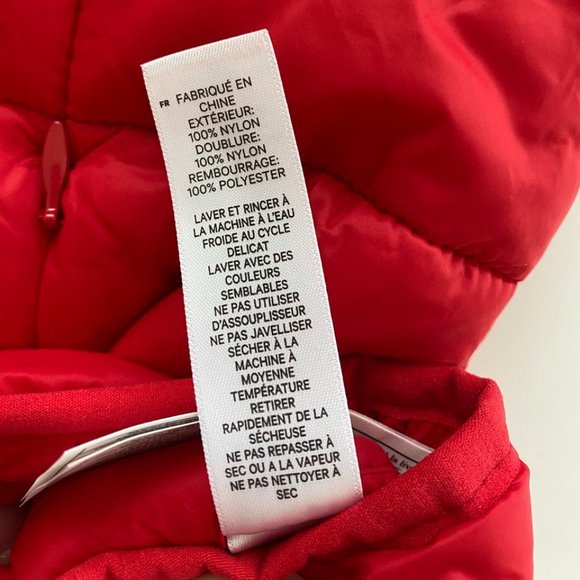 FR FABRIQUÉ EN
CHINE
EXTÉRIEUR:
100% NYLON
DOUBLURE:
100% NYLON
REMBOURRAGE:
100% POLYESTER
LAVER ET RINCER À
LA MACHINE À L'EAU
FROIDE AU CYCLE
DELICAT
LAVER AVEC DES
COULEURS
SEMBLABLES
NE PAS UTILISER
D'ASSOUPLISSEUR
NE PAS JAVELLISER
SÉCHER À LA
MACHINE À
MOYENNE
TEMPÉRATURE
RETIRER
RAPIDEMENT DE LA
SÉCHEUSE
NE PAS REPASSER À
SEC OU A LA VAPEUR
NE PAS NETTOYER À
SEC